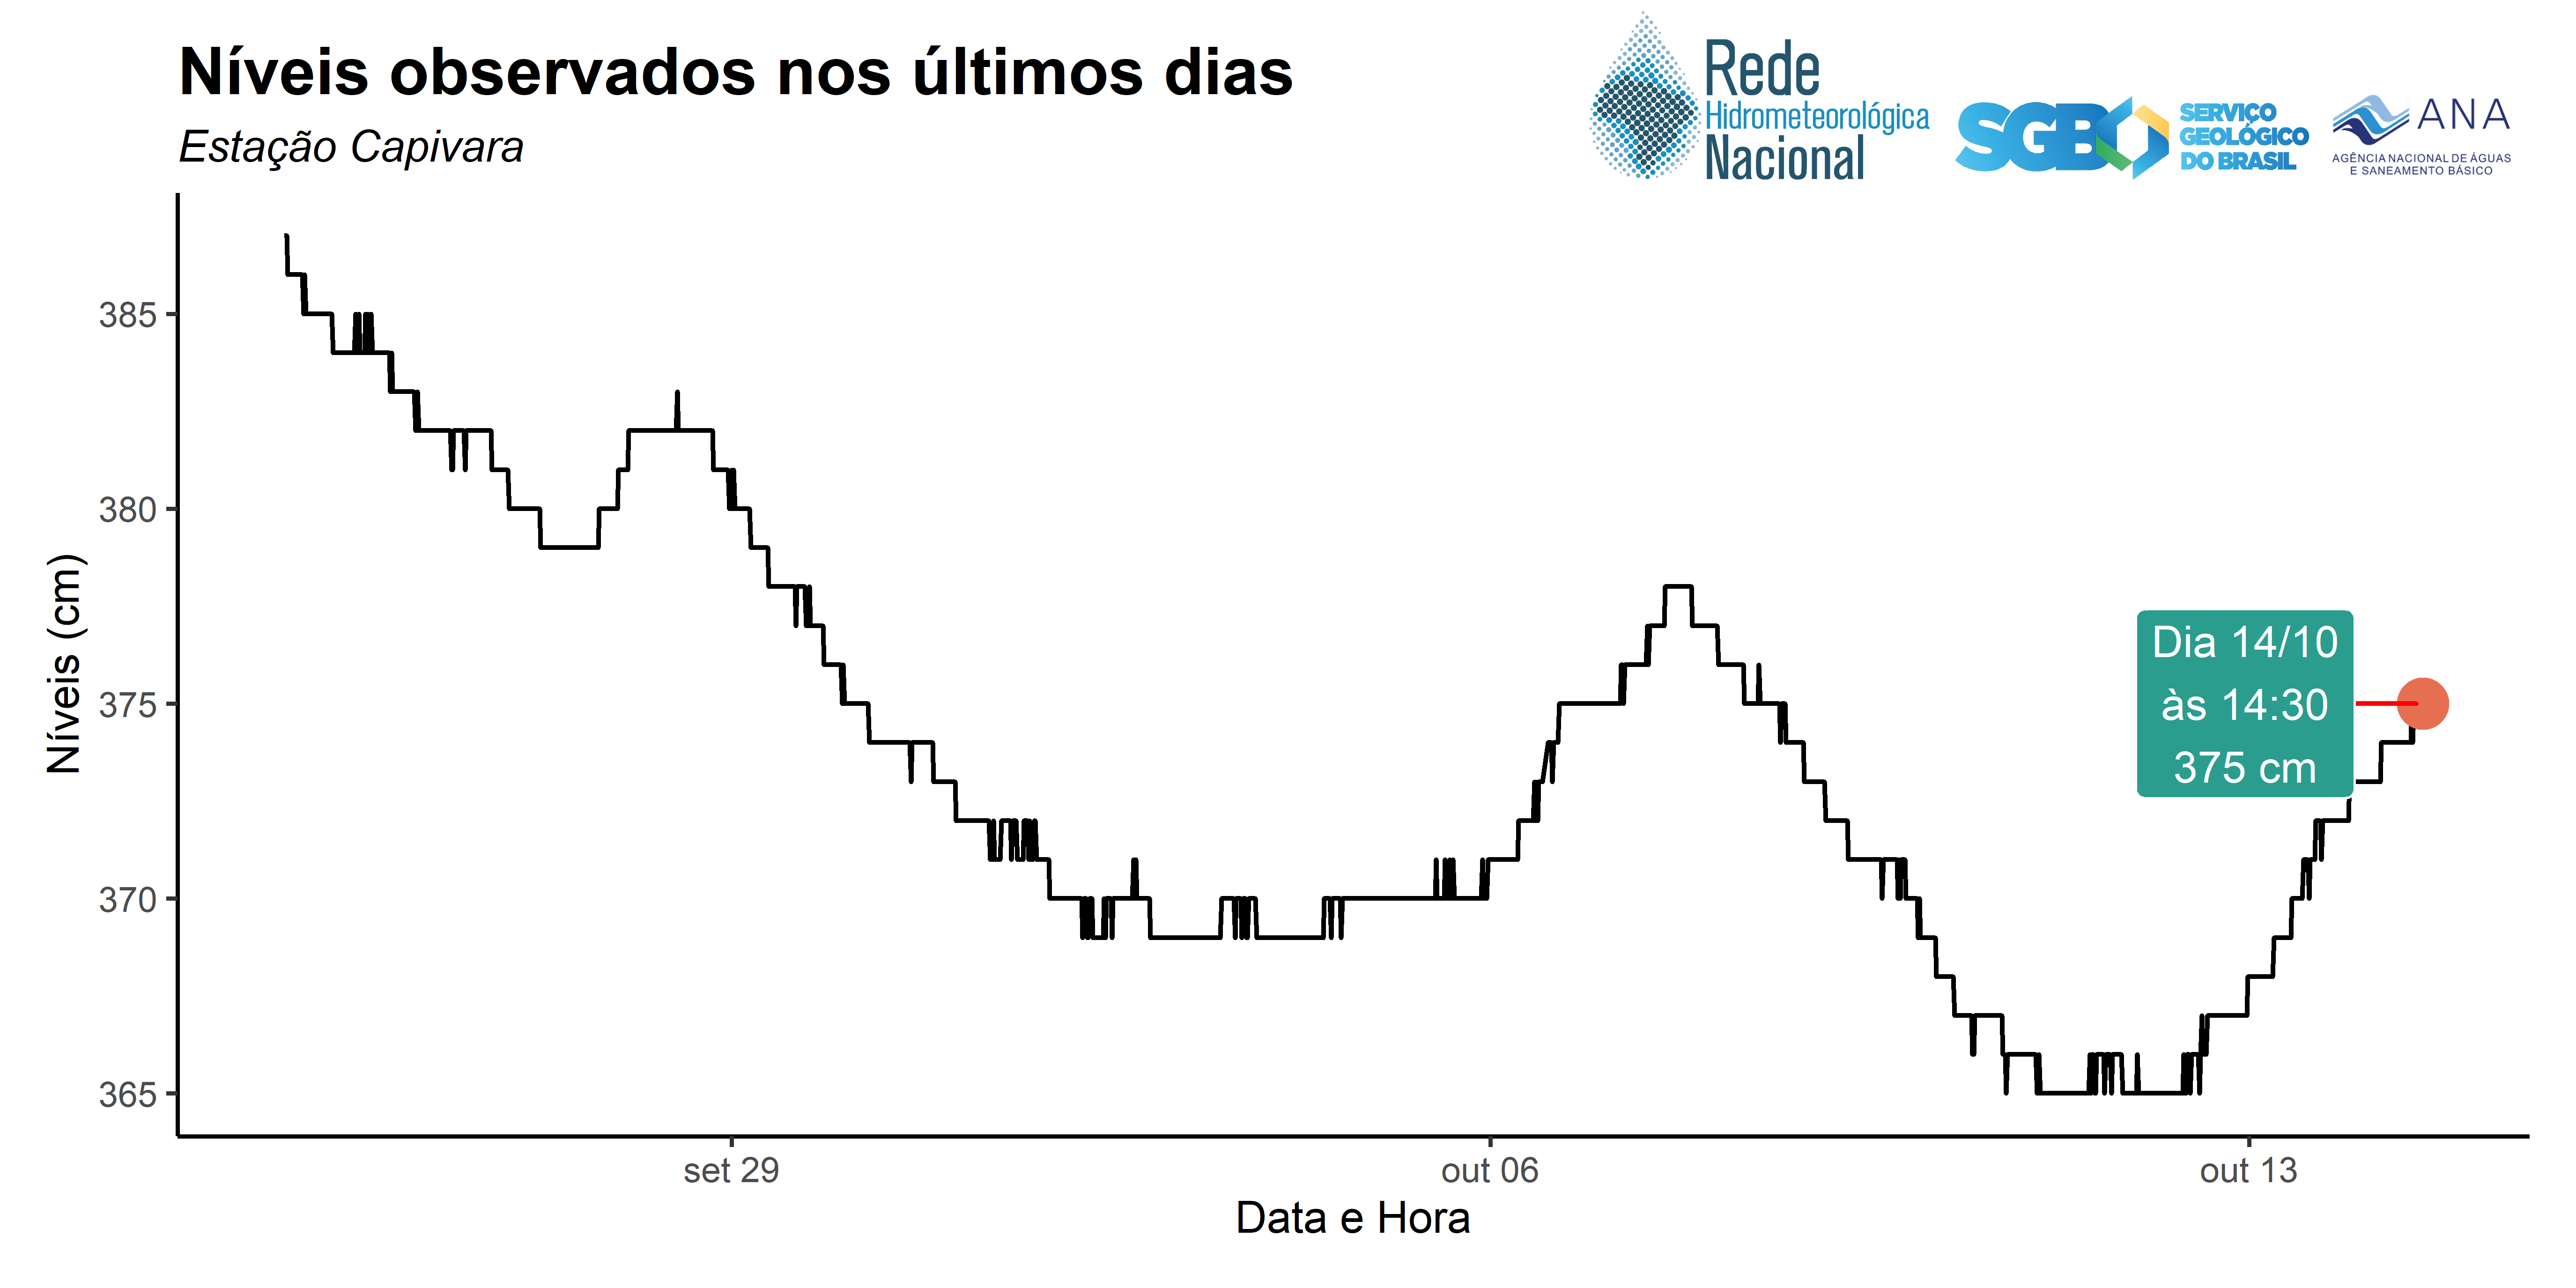 Níveis observados nos últimos dias
Estação Capivara
Rede
Hidrometeorológica
Nacional
SGB
SERVIÇO
GEOLÓGICO
DO BRASIL
ANA
AGÊNCIA NACIONAL DE ÁGUAS
E SANEAMENTO BÁSICO
Níveis (cm)
385
380
375
370
365
Dia 14/10
às 14:30
375 cm
set 29
out 06
out 13
Data e Hora